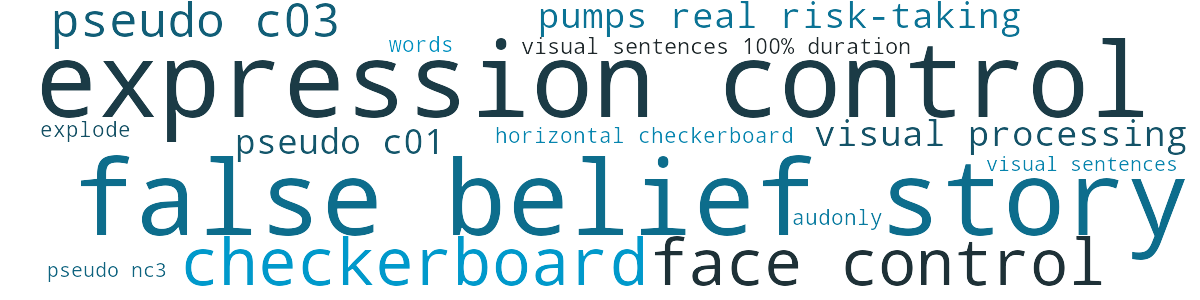 pseudo c03
pumps real risk-taking
words
visual sentences 100% duration
expression control
explode
pseudo c01
horizontal checkerboard
visual processing
visual sentences
false belief story
audonly
pseudo nc3
checkerboard
face control